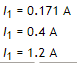 I₁ = 0.171 A
I₁ = 0.4 A
I₁ = 1.2 A